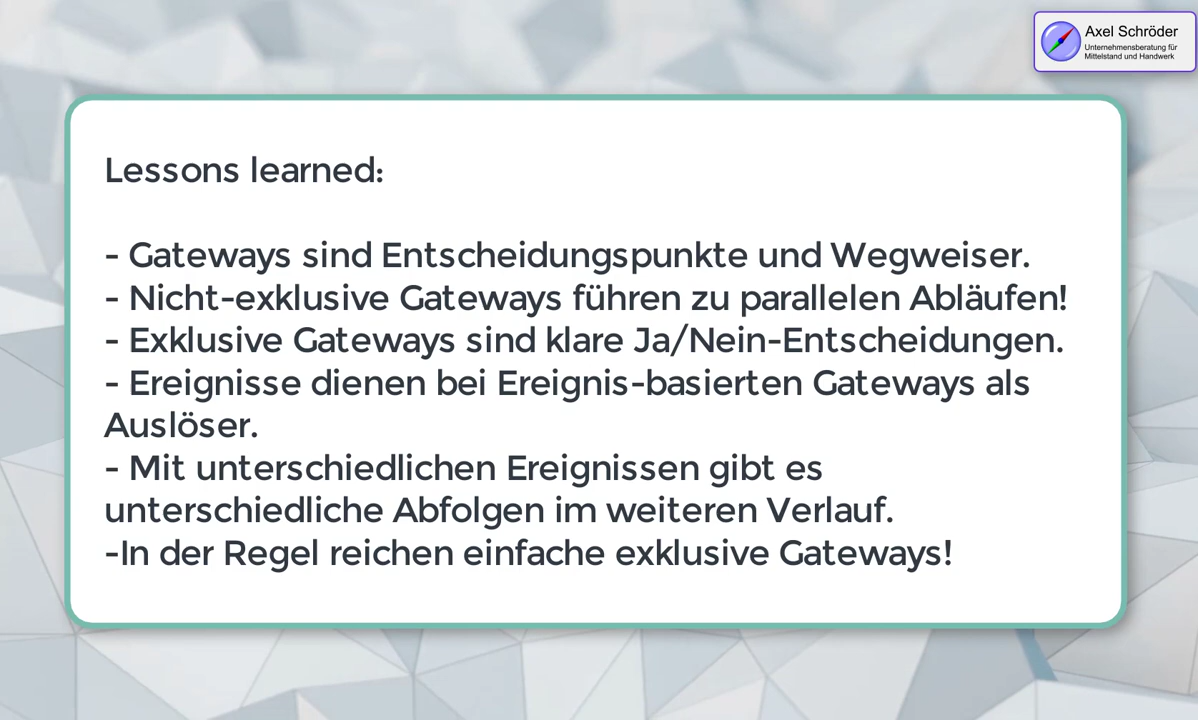 Axel Schröder
Unternehmensberatung für
Mittelstand und Handwerk
Lessons learned:
- Gateways sind Entscheidungspunkte und Wegweiser.
- Nicht-exklusive Gateways führen zu parallelen Abläufen!
- Exklusive Gateways sind klare Ja/Nein-Entscheidungen.
- Ereignisse dienen bei Ereignis-basierten Gateways als
Auslöser.
- Mit unterschiedlichen Ereignissen gibt es
unterschiedliche Abfolgen im weiteren Verlauf.
-In der Regel reichen einfache exklusive Gateways!